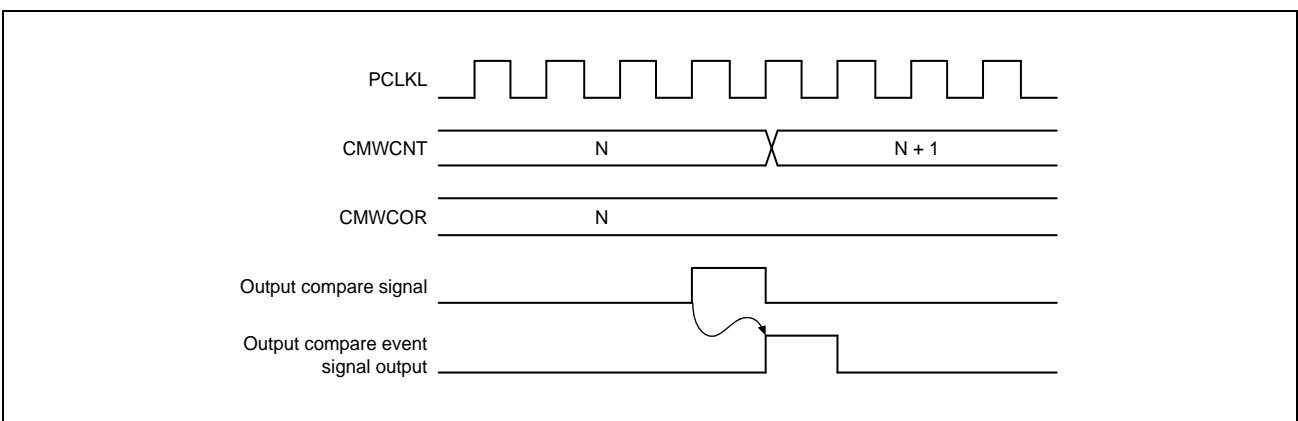 PCLKL
CMWCNT
N
N + 1
CMWCOR
N
Output compare signal
Output compare event
signal output